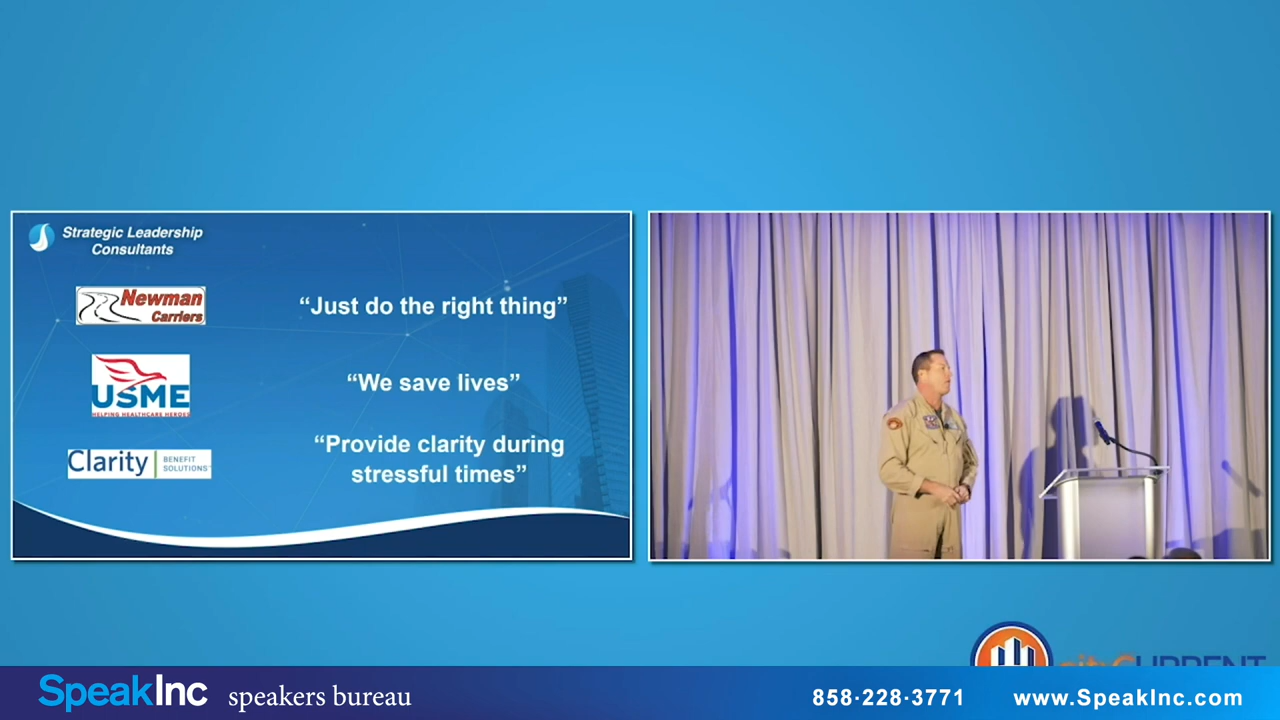 Strategic Leadership
Consultants
Newman
Carriers
“Just do the right thing”
USME
HELPING HEALTHCARE HEROES
“We save lives”
Clarity
BENEFIT
SOLUTIONS
“Provide clarity during
stressful times”
cityCURRENT
SpeakInc speakers bureau
858·228·3771
www.SpeakInc.com